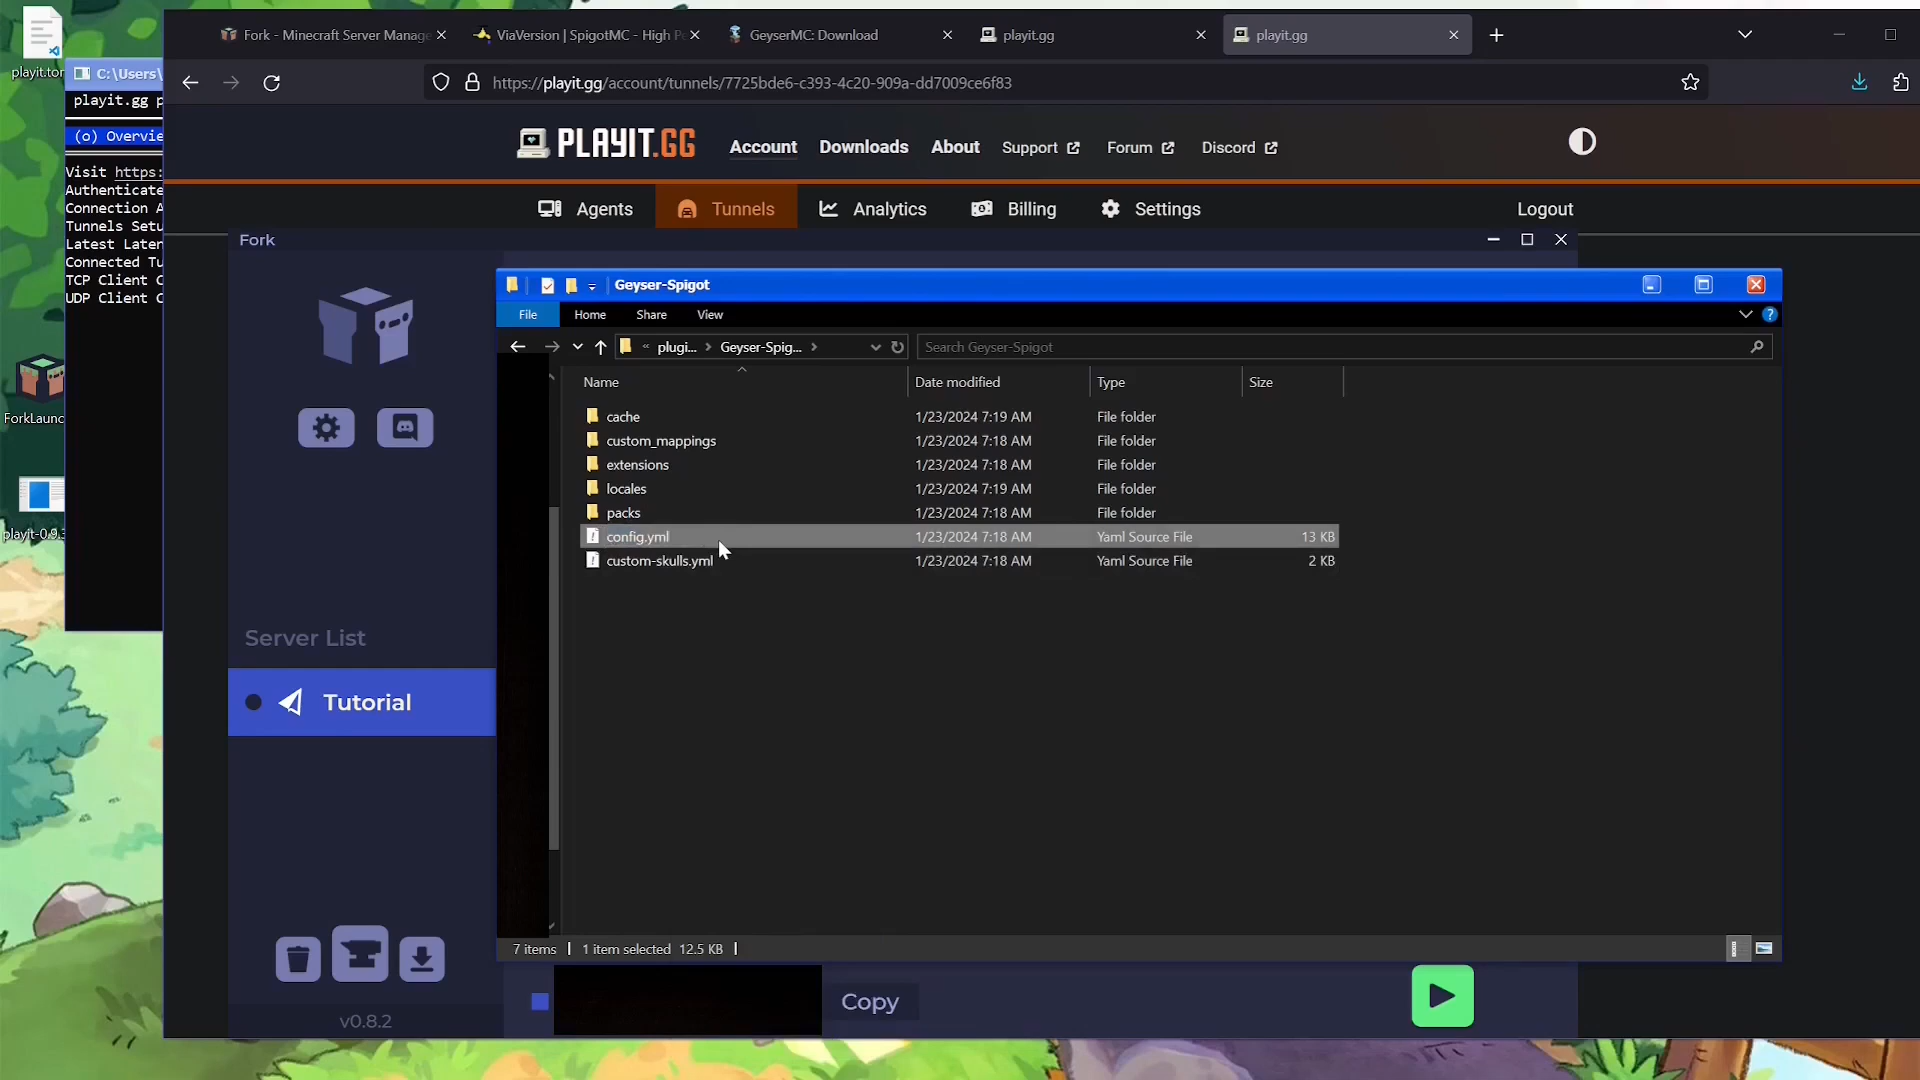 playit.tor
C:\Users\
playit.gg p
(o) Overvie
Visit https:
Authenticate
Connection A
Tunnels Setu
Latest Laten
Connected Tu
TCP Client C
UDP Client C
ForkLaunc
playit-0.9.3
Fork - Minecraft Server Manage
ViaVersion | SpigotMC - High P
GeyserMC: Download
playit.gg
playit.gg
https://playit.gg/account/tunnels/7725bde6-c393-4c20-909a-dd7009ce6f83
PLAYIT.GG
Account
Downloads
About
Support
Forum
Discord
Agents
Tunnels
Analytics
Billing
Settings
Logout
Fork
Server List
Tutorial
v0.8.2
Geyser-Spigot
File
Home
Share
View
« plugi... > Geyser-Spig... >
Search Geyser-Spigot
Name Date modified Type Size
cache 1/23/2024 7:19 AM File folder
custom_mappings 1/23/2024 7:18 AM File folder
extensions 1/23/2024 7:18 AM File folder
locales 1/23/2024 7:19 AM File folder
packs 1/23/2024 7:18 AM File folder
config.yml 1/23/2024 7:18 AM Yaml Source File 13 KB
custom-skulls.yml 1/23/2024 7:18 AM Yaml Source File 2 KB
7 items
1 item selected 12.5 KB
Copy